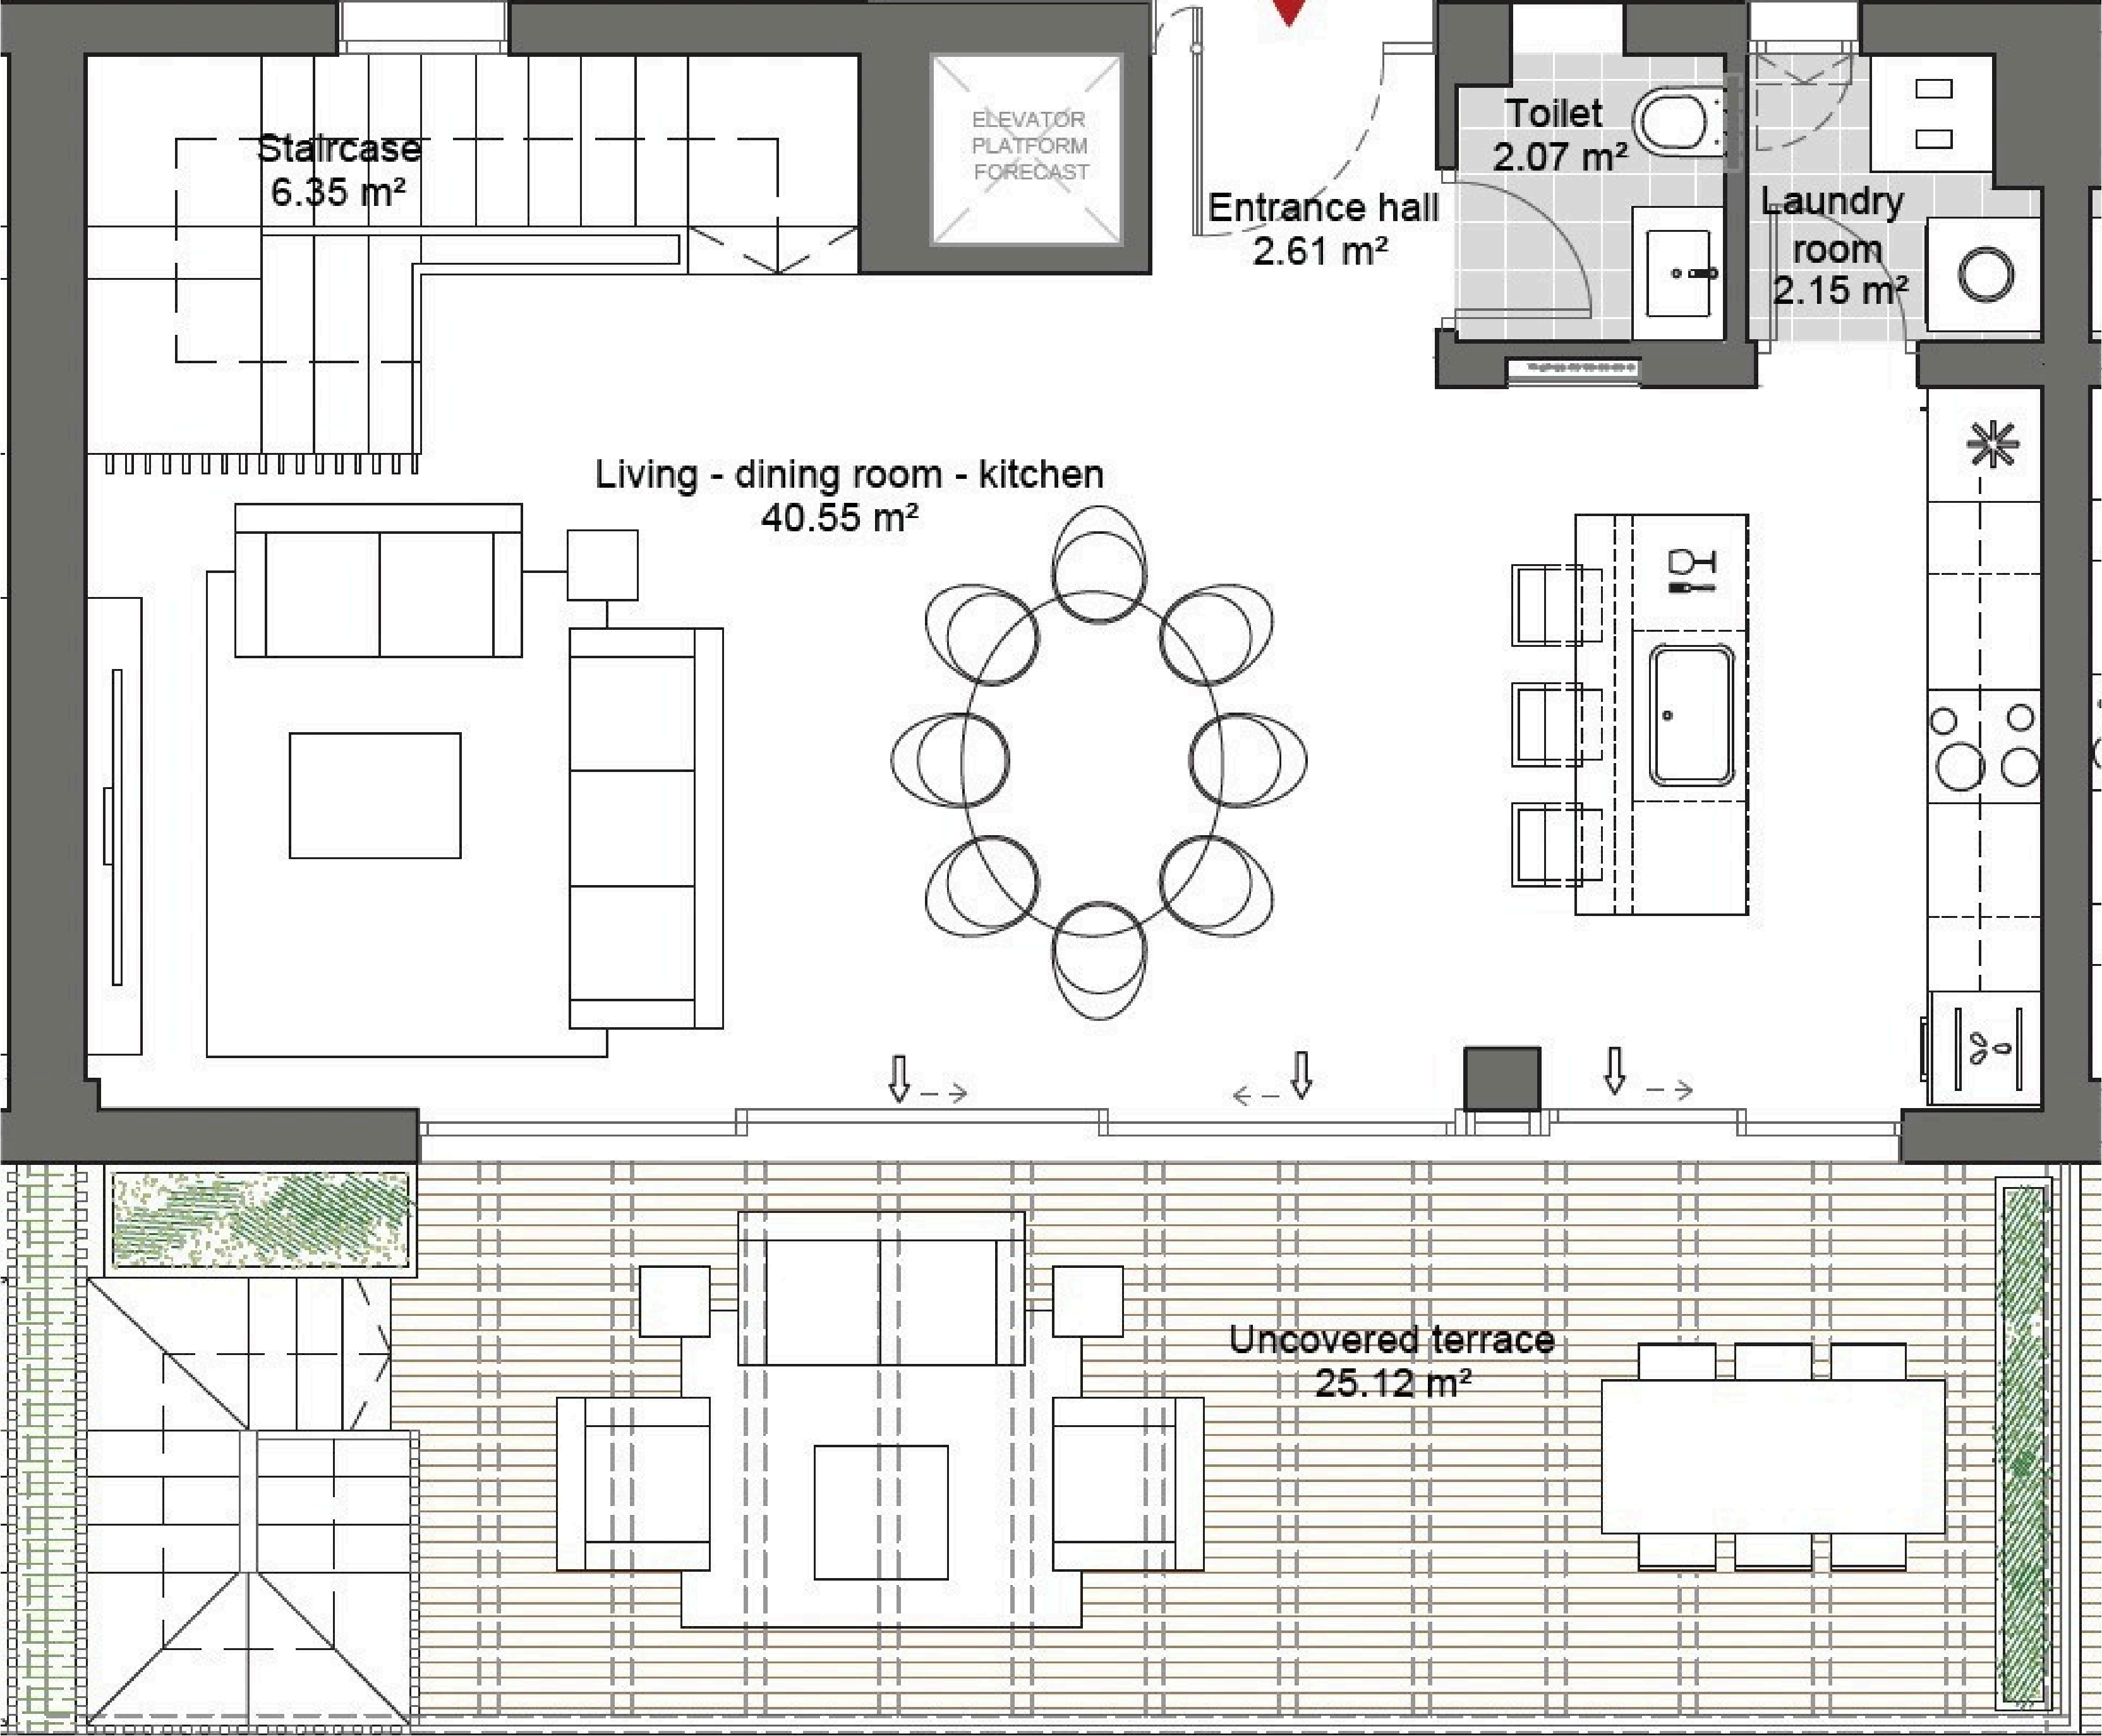 Staircase
6.35 m²
ELEVATOR
PLATFORM
FORECAST
Entrance hall
2.61 m²
Toilet
2.07 m²
Laundry
room
2.15 m²
Living - dining room - kitchen
40.55 m²
Uncovered terrace
25.12 m²